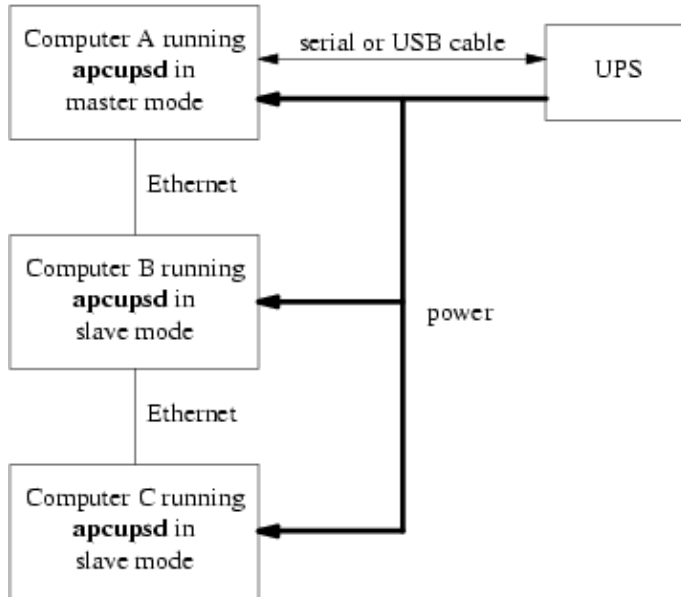 Computer A running
apcupsd in
master mode
serial or USB cable
UPS
Ethernet
Computer B running
apcupsd in
slave mode
power
Ethernet
Computer C running
apcupsd in
slave mode